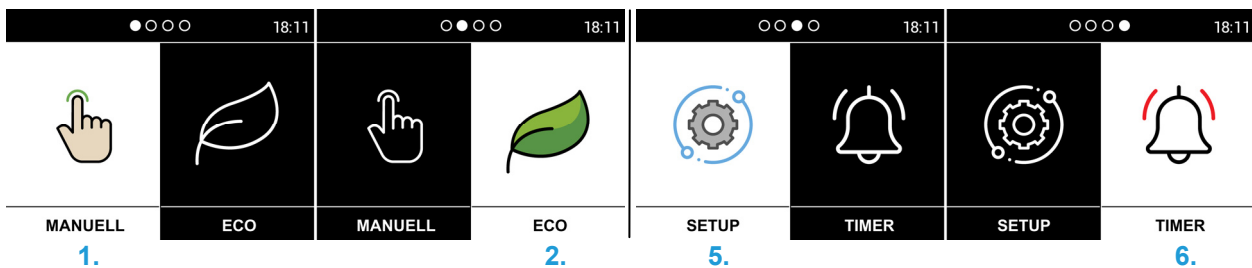 18:11 18:11 18:11 18:11
MANUELL ECO MANUELL ECO SETUP TIMER SETUP TIMER
1. 2. 5. 6.